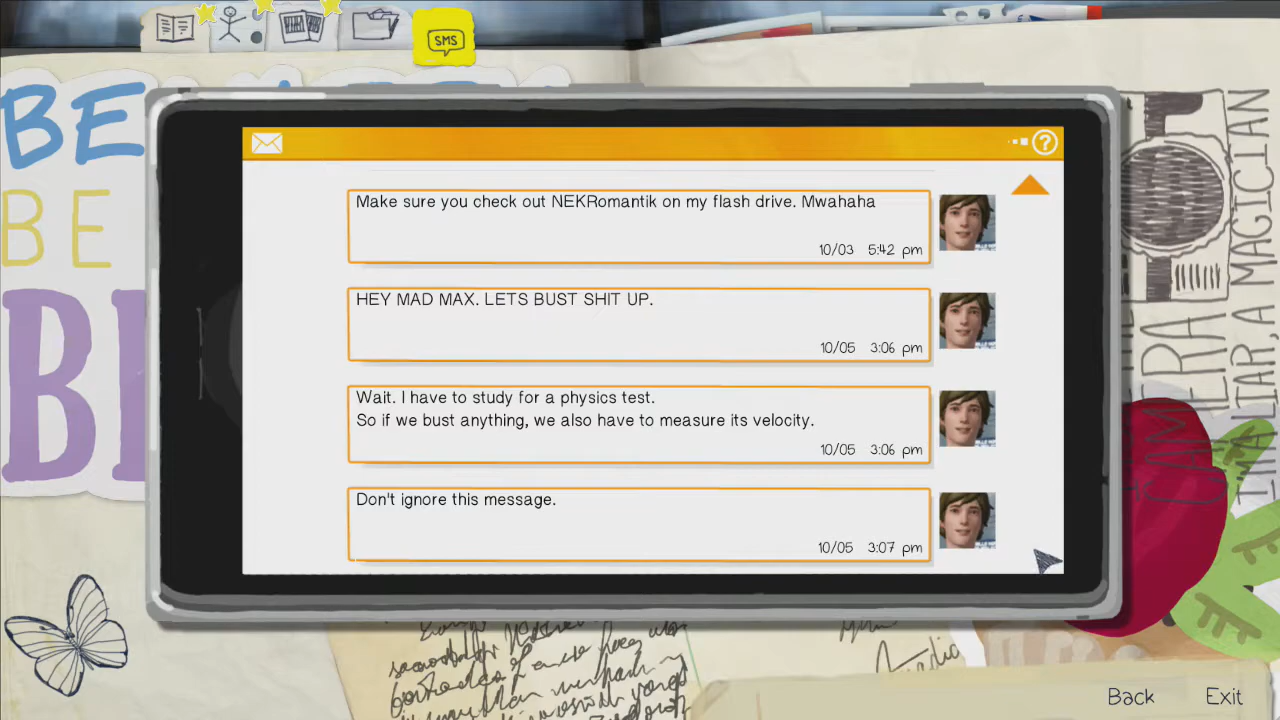 SMS
BE
BE
Make sure you check out NEKRomantik on my flash drive. Mwahaha
10/03 5:42 pm
HEY MAD MAX. LETS BUST SHIT UP.
10/05 3:06 pm
Wait. I have to study for a physics test.
So if we bust anything, we also have to measure its velocity.
10/05 3:06 pm
Don't ignore this message.
10/05 3:07 pm
?
CAMERA
IM A LIAR, A MAGICIAN
Back Exit